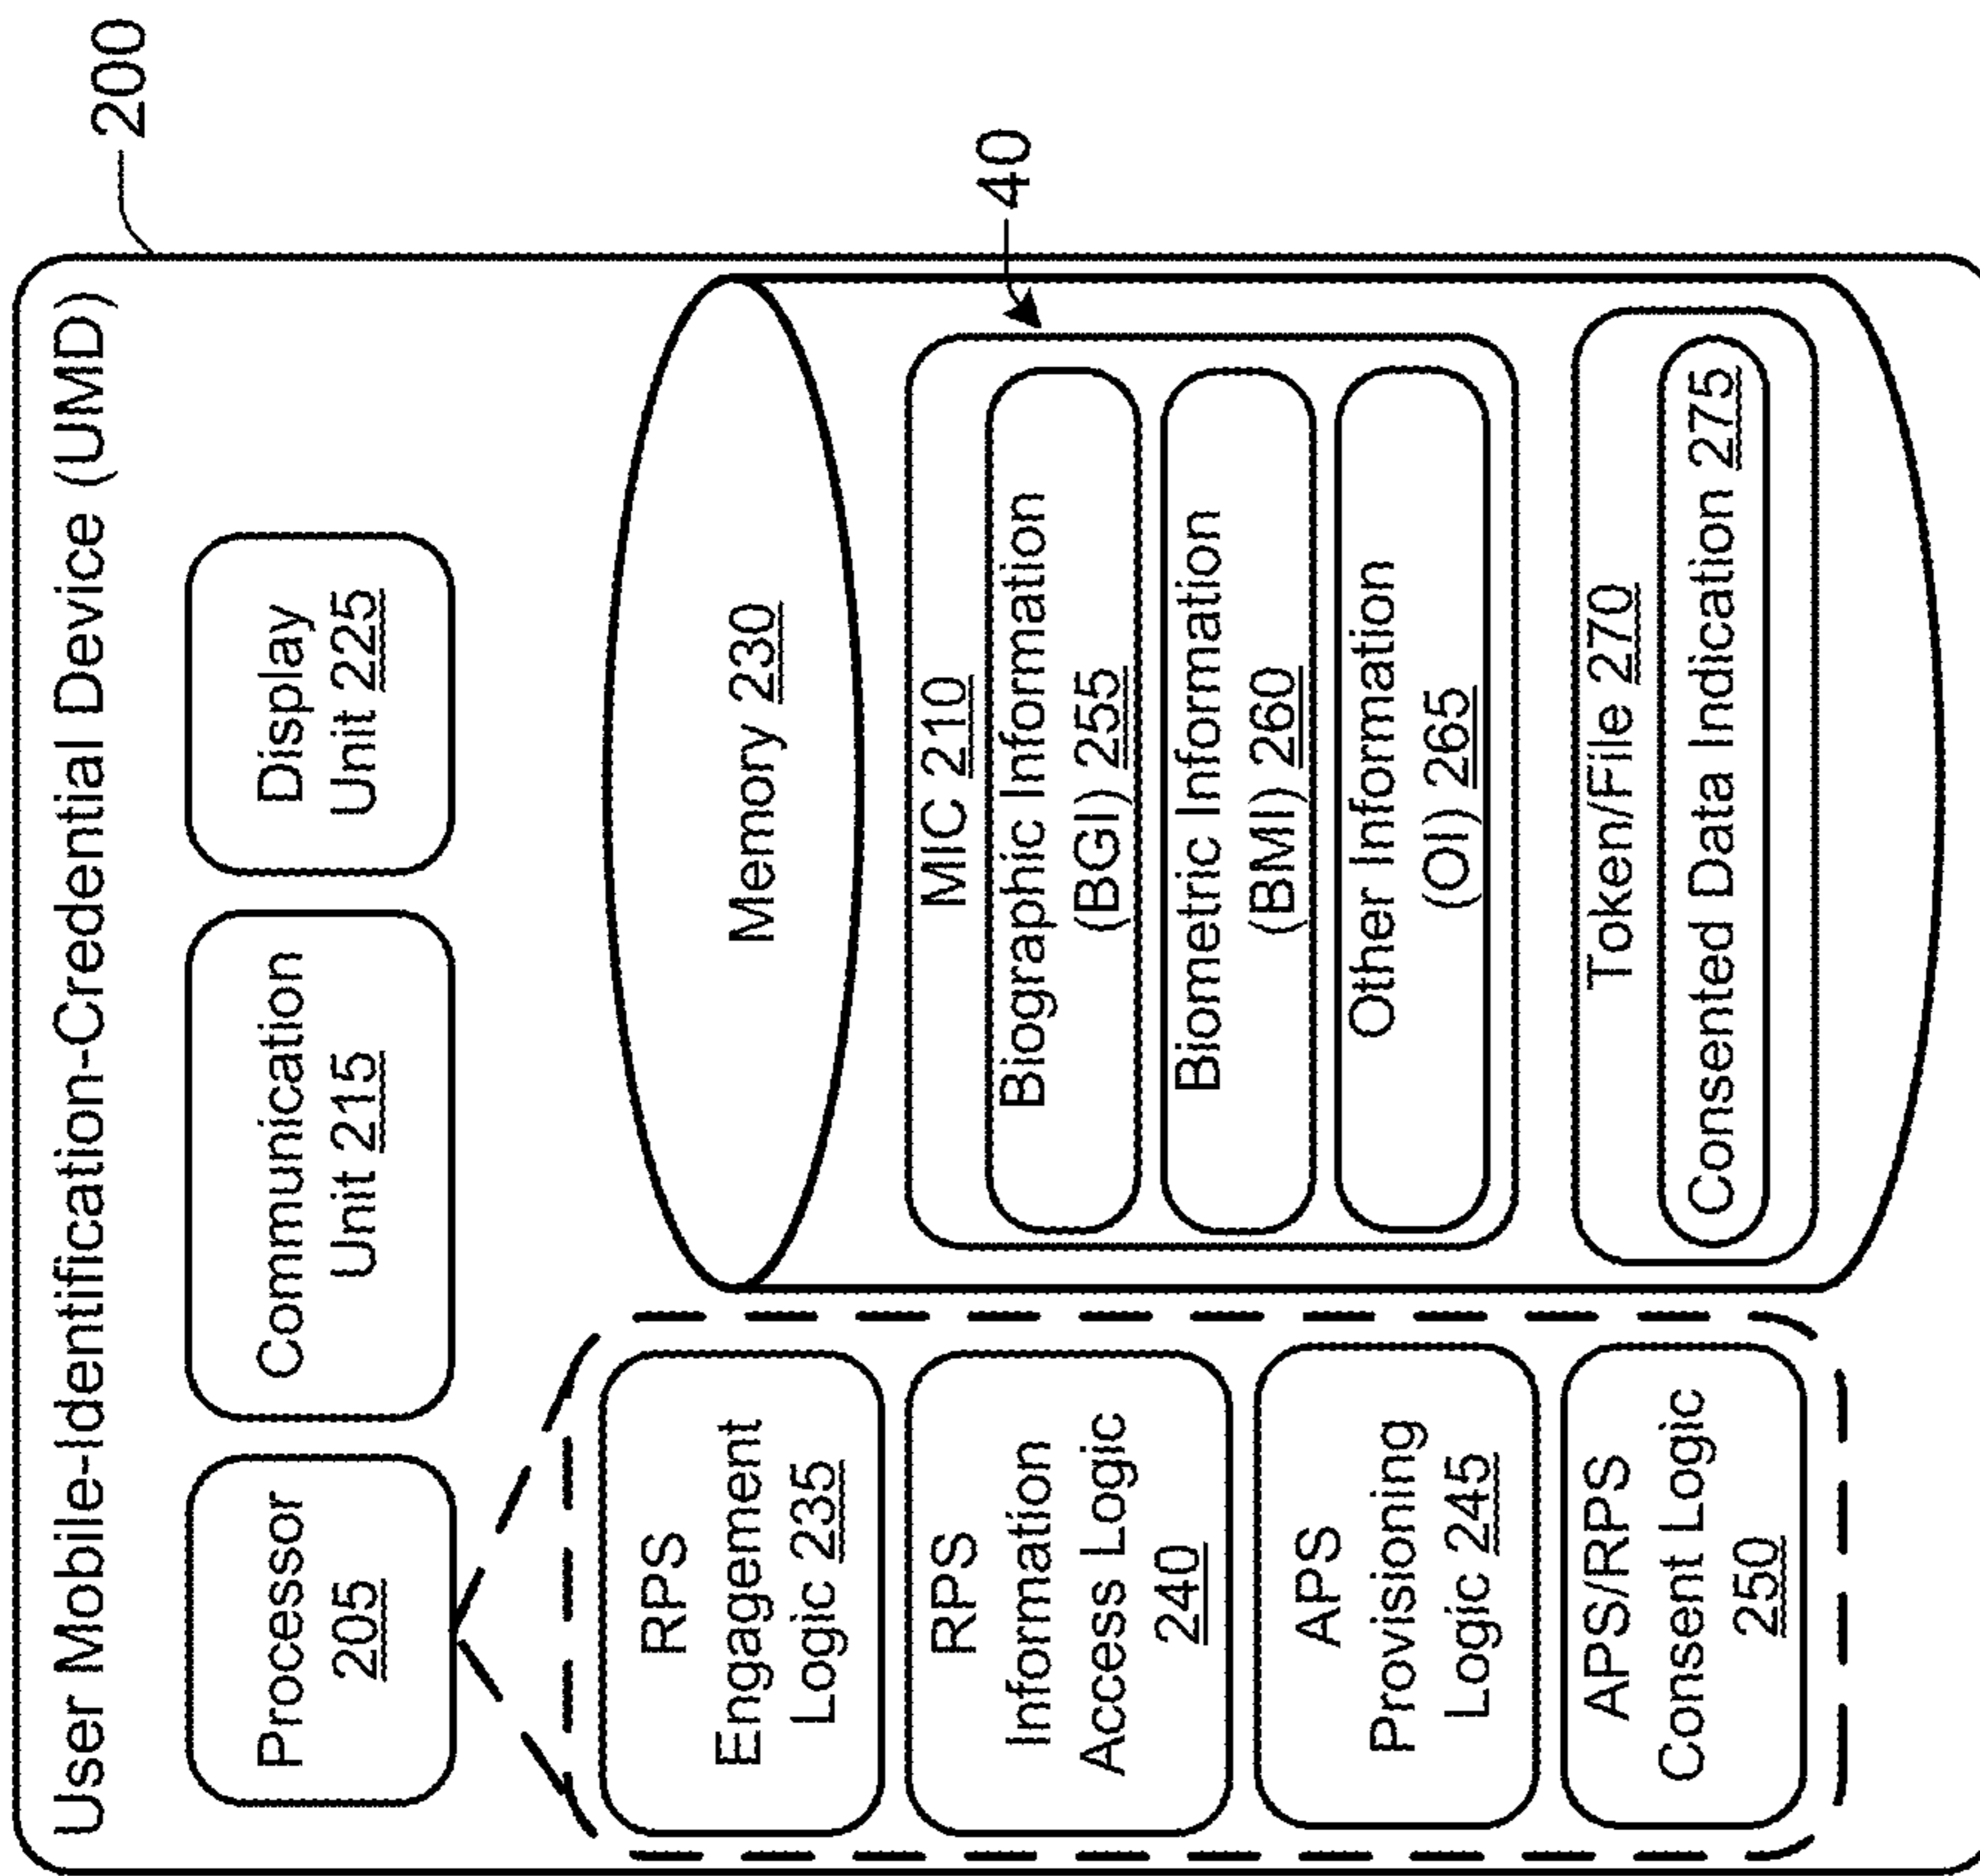 200
User Mobile-Identification-Credential Device (UMD)
Processor
205
Communication
Unit 215
Display
Unit 225
RPS
Engagement
Logic 235
RPS
Information
Access Logic
240
APS
Provisioning
Logic 245
APS/RPS
Consent Logic
250
Memory 230
40
MIC 210
Biographic Information
(BGI) 255
Biometric Information
(BMI) 260
Other Information
(OI) 265
Token/File 270
Consented Data Indication 275